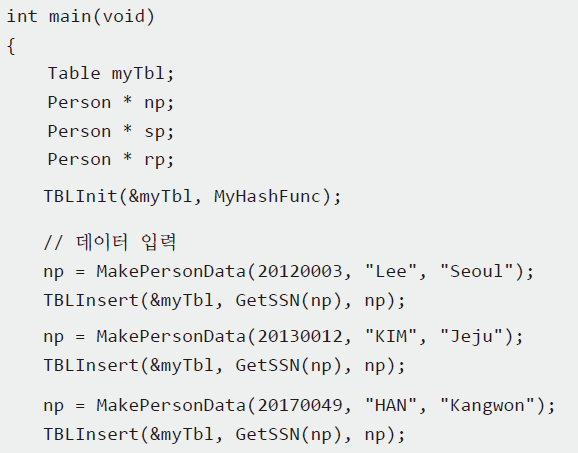 int main(void)
{
    Table myTbl;
    Person * np;
    Person * sp;
    Person * rp;
    TBLInit(&myTbl, MyHashFunc);
    // 데이터 입력
    np = MakePersonData(20120003, "Lee", "Seoul");
    TBLInsert(&myTbl, GetSSN(np), np);
    np = MakePersonData(20130012, "KIM", "Jeju");
    TBLInsert(&myTbl, GetSSN(np), np);
    np = MakePersonData(20170049, "HAN", "Kangwon");
    TBLInsert(&myTbl, GetSSN(np), np);